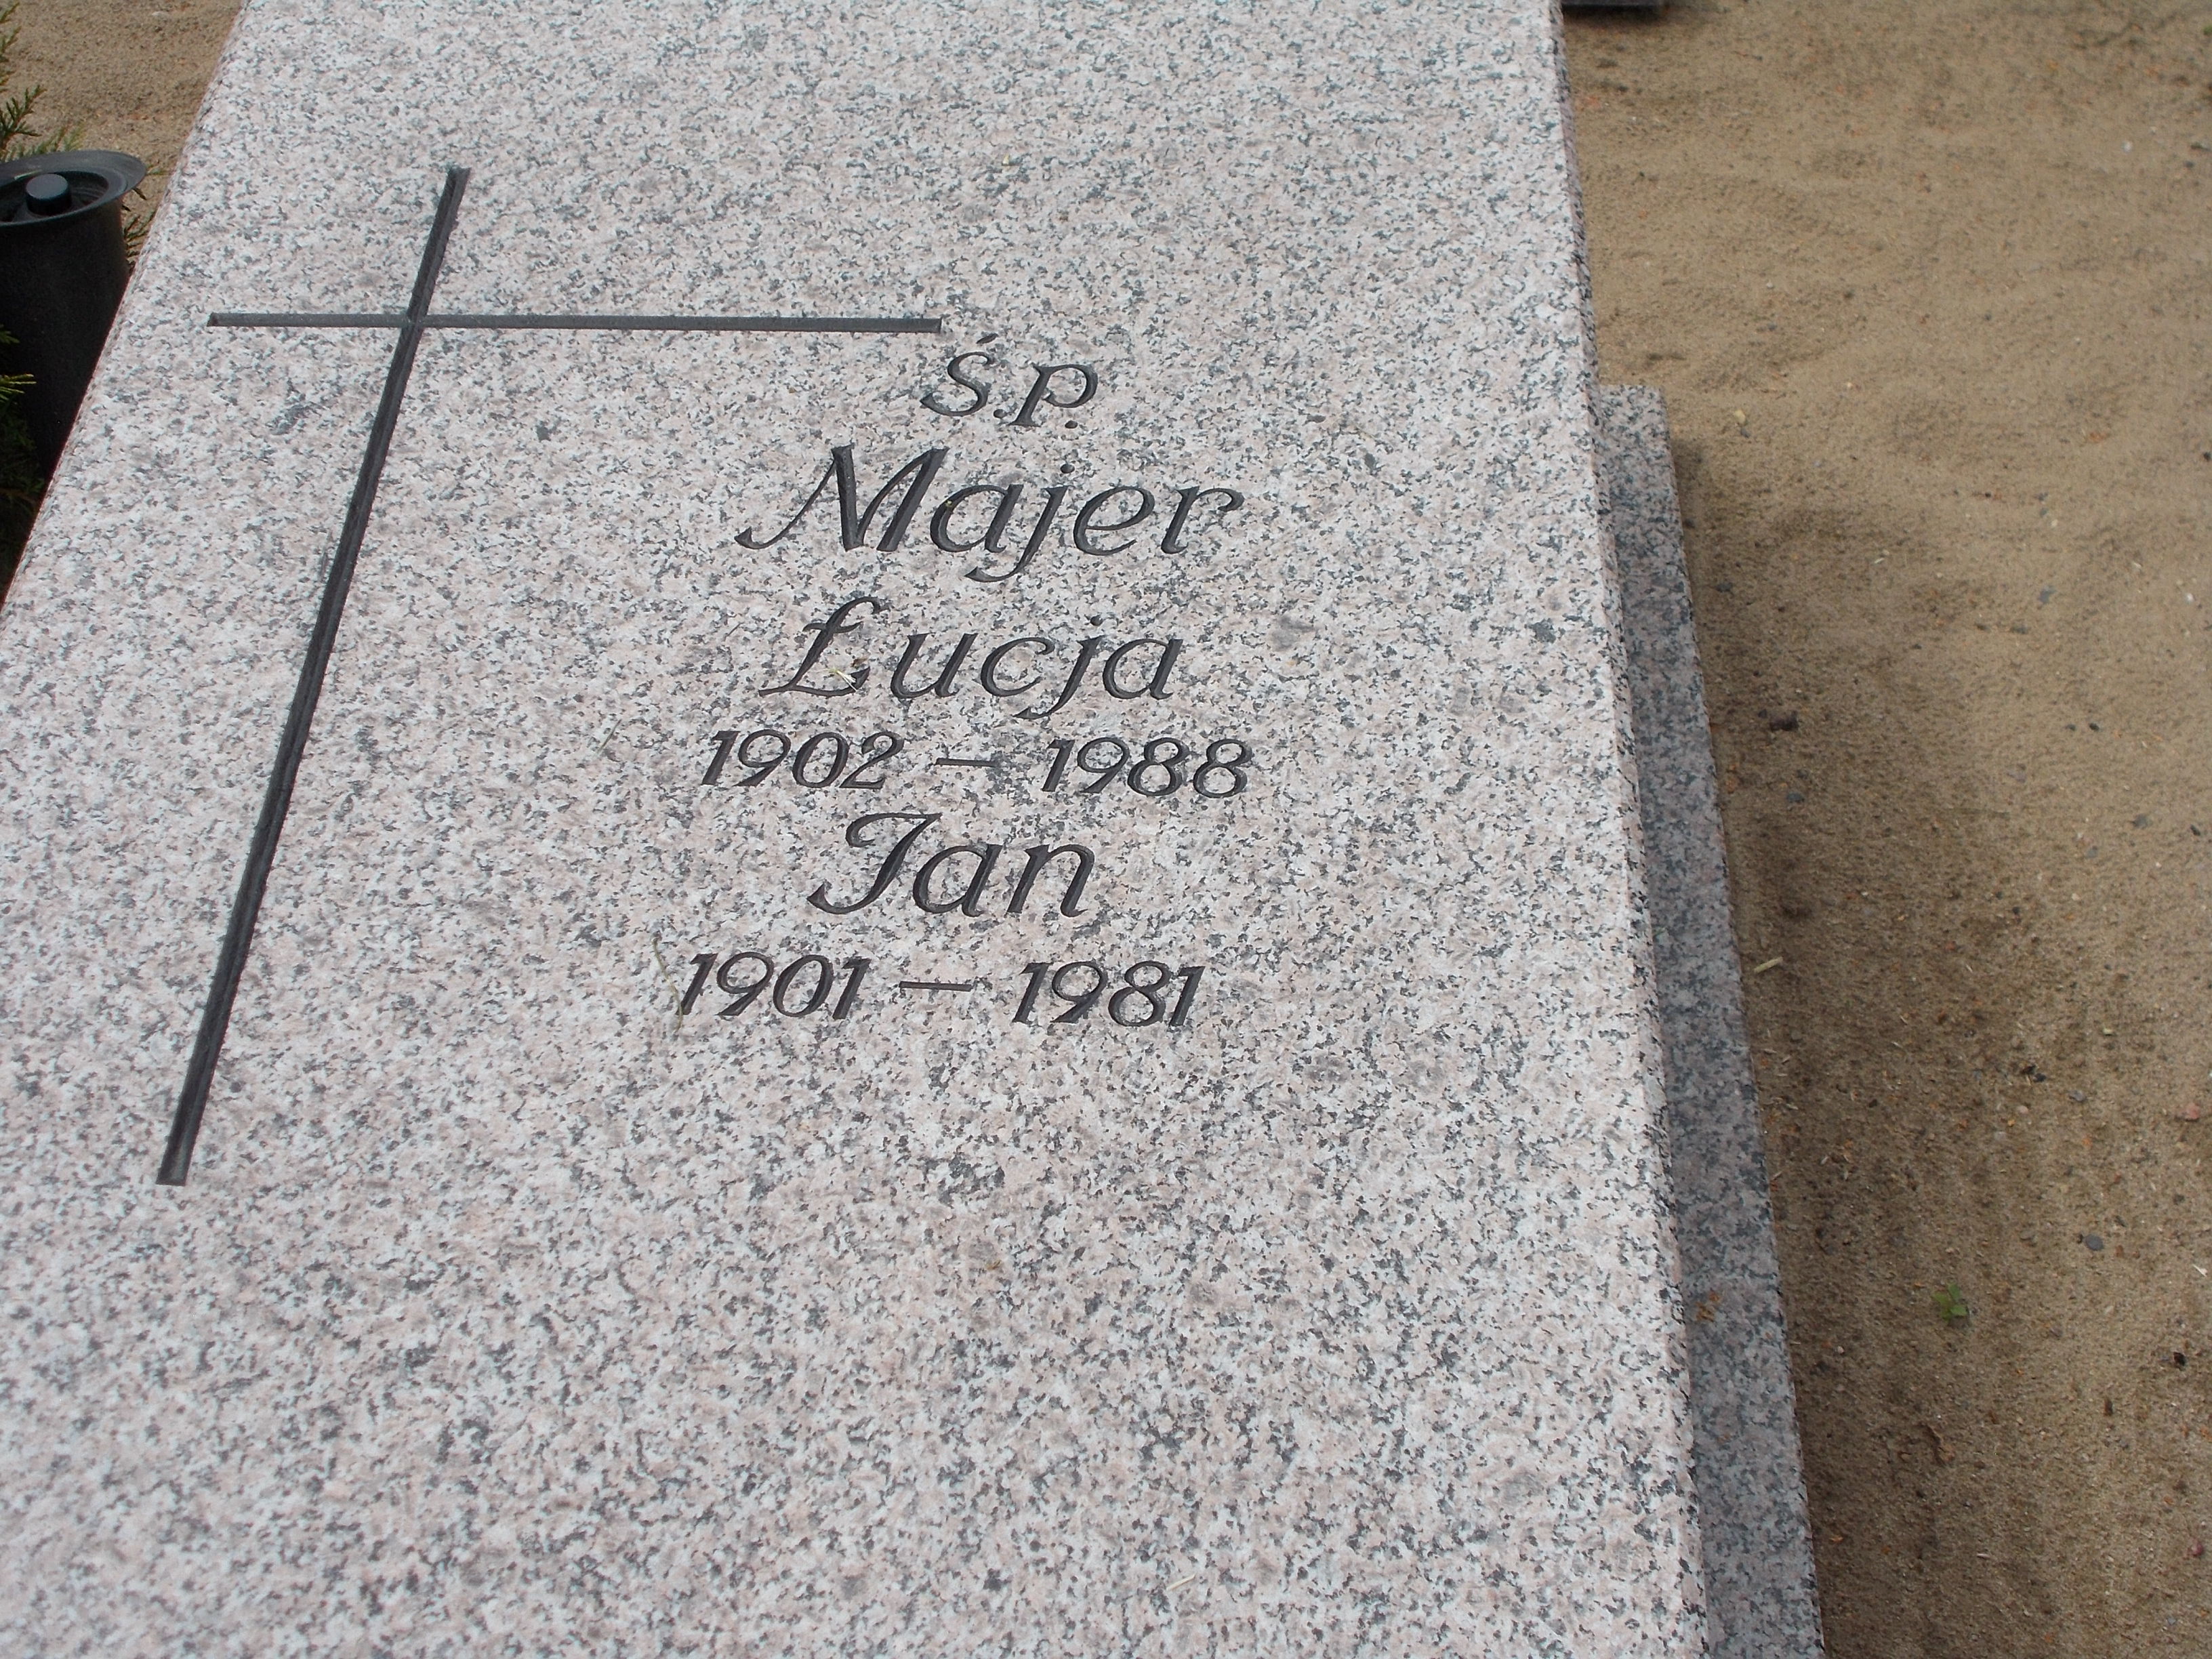 Ś.P.
Majer
Łucja
1902 – 1988
Jan
1901 – 1981